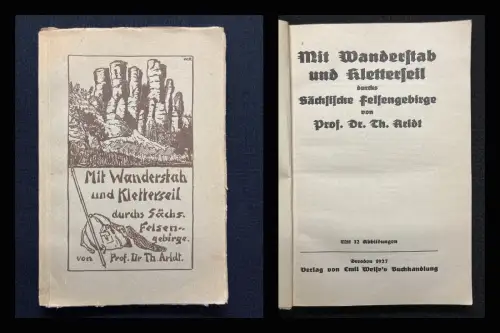 Mit Wanderstab
und Kletterseil
durchs Sächs.
Felsen-
gebirge.
von Prof. Dr Th. Arldt.
Mit Wanderstab
und Kletterseil
durchs
Sächsische Felsengebirge
von
Prof. Dr. Th. Arldt
Mit 12 Abbildungen
Dresden 1927
Verlag von Emil Weise's Buchhandlung